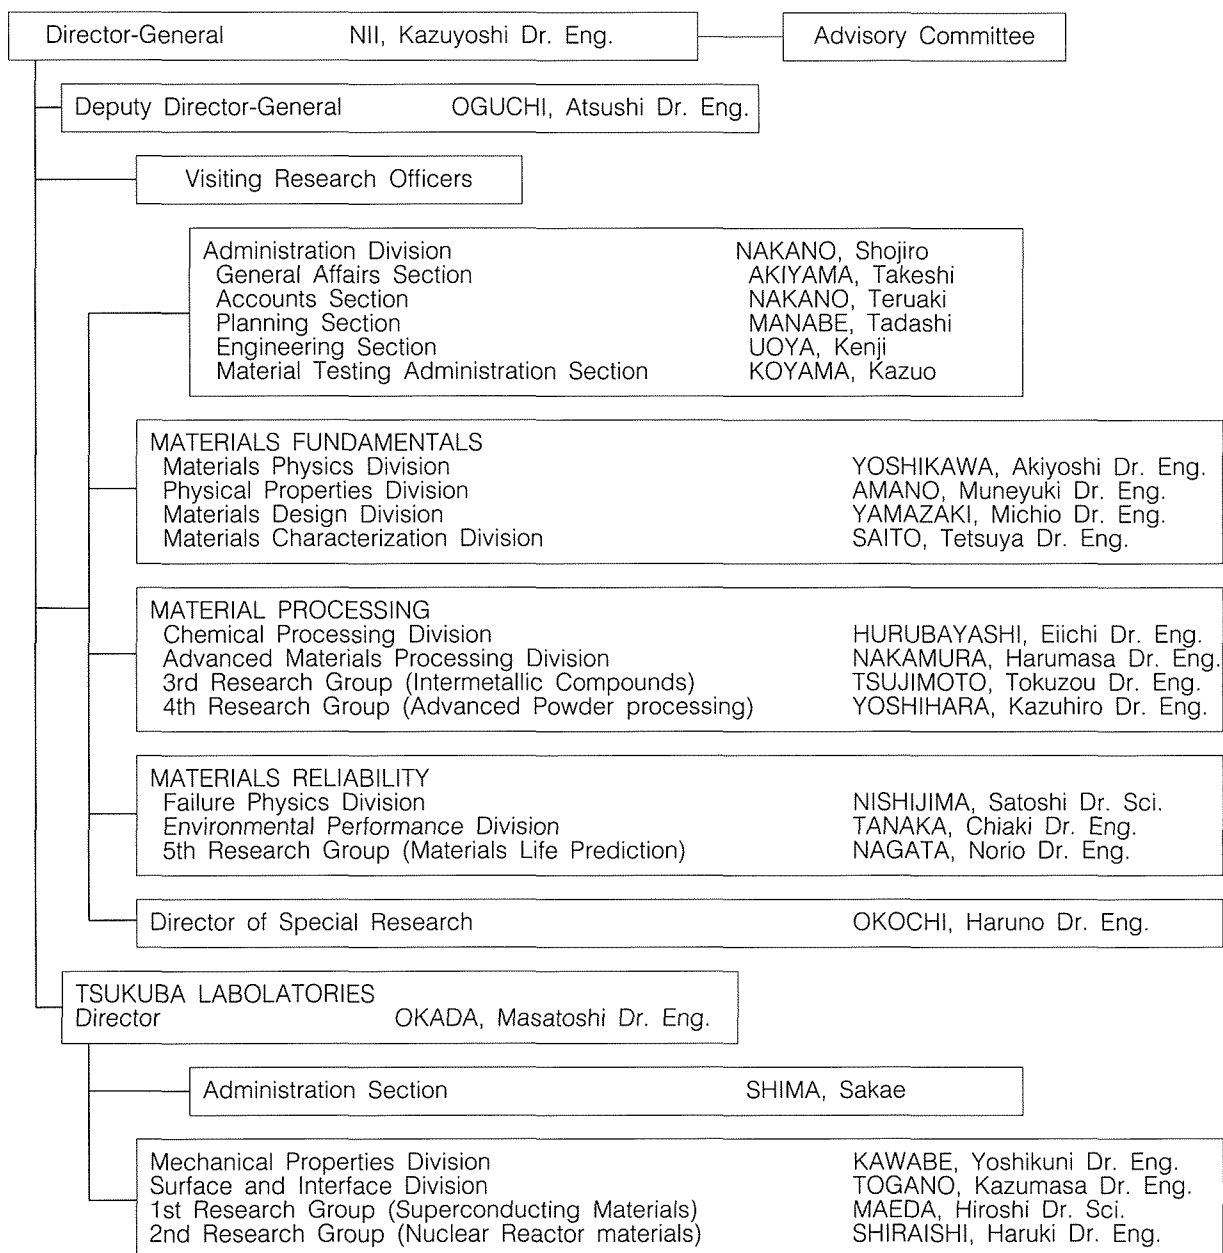 Director-General NII, Kazuyoshi Dr. Eng. Advisory Committee
Deputy Director-General OGUCHI, Atsushi Dr. Eng.
Visiting Research Officers
Administration Division NAKANO, Shojiro
General Affairs Section AKIYAMA, Takeshi
Accounts Section NAKANO, Teruaki
Planning Section MANABE, Tadashi
Engineering Section UOYA, Kenji
Material Testing Administration Section KOYAMA, Kazuo
MATERIALS FUNDAMENTALS
Materials Physics Division YOSHIKAWA, Akiyoshi Dr. Eng.
Physical Properties Division AMANO, Muneyuki Dr. Eng.
Materials Design Division YAMAZAKI, Michio Dr. Eng.
Materials Characterization Division SAITO, Tetsuya Dr. Eng.
MATERIAL PROCESSING
Chemical Processing Division HURUBAYASHI, Eiichi Dr. Eng.
Advanced Materials Processing Division NAKAMURA, Harumasa Dr. Eng.
3rd Research Group (Intermetallic Compounds) TSUJIMOTO, Tokuzou Dr. Eng.
4th Research Group (Advanced Powder processing) YOSHIHARA, Kazuhiro Dr. Eng.
MATERIALS RELIABILITY
Failure Physics Division NISHIJIMA, Satoshi Dr. Sci.
Environmental Performance Division TANAKA, Chiaki Dr. Eng.
5th Research Group (Materials Life Prediction) NAGATA, Norio Dr. Eng.
Director of Special Research OKOCHI, Haruno Dr. Eng.
TSUKUBA LABOLATORIES
Director OKADA, Masatoshi Dr. Eng.
Administration Section SHIMA, Sakae
Mechanical Properties Division KAWABE, Yoshikuni Dr. Eng.
Surface and Interface Division TOGANO, Kazumasa Dr. Eng.
1st Research Group (Superconducting Materials) MAEDA, Hiroshi Dr. Sci.
2nd Research Group (Nuclear Reactor materials) SHIRAISHI, Haruki Dr. Eng.